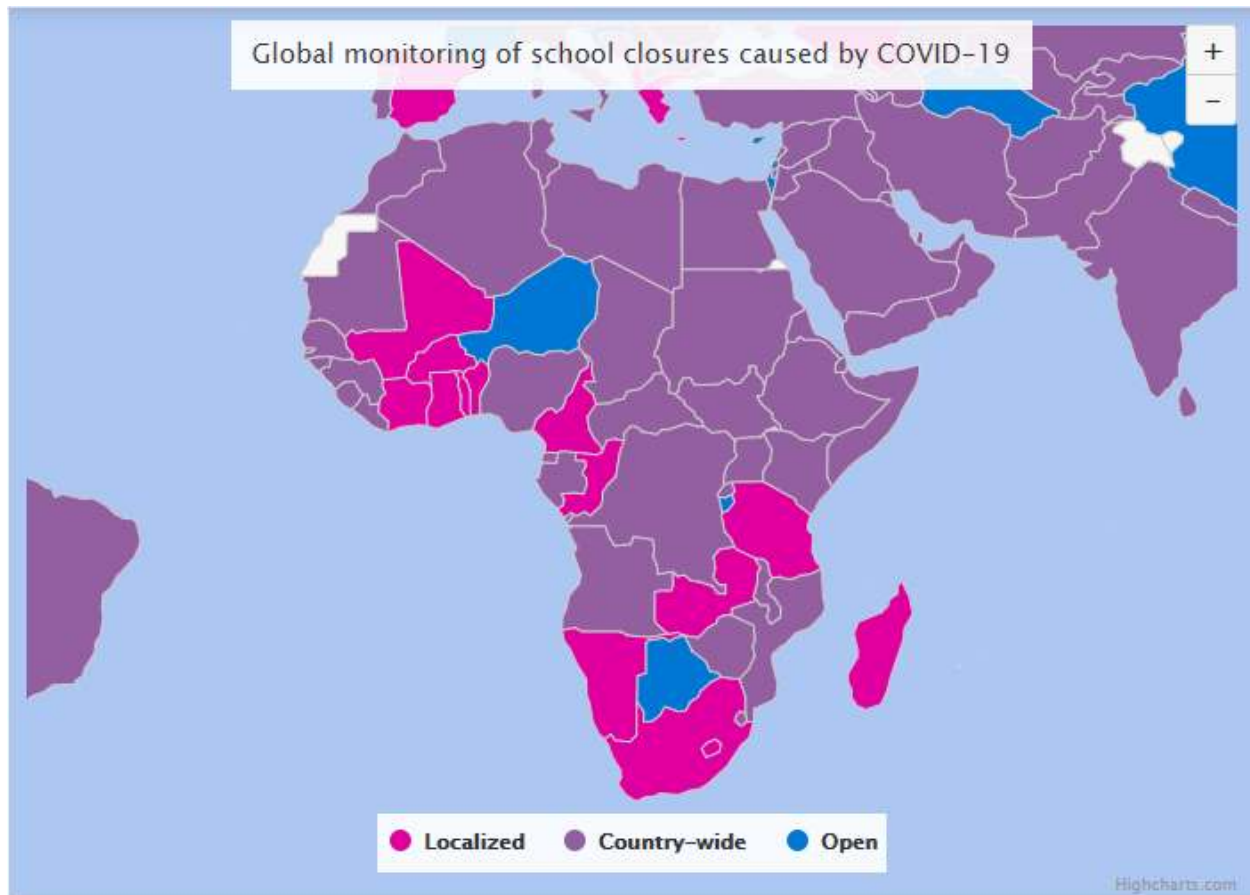 Global monitoring of school closures caused by COVID-19
+
−
Localized
Country-wide
Open
Highcharts.com